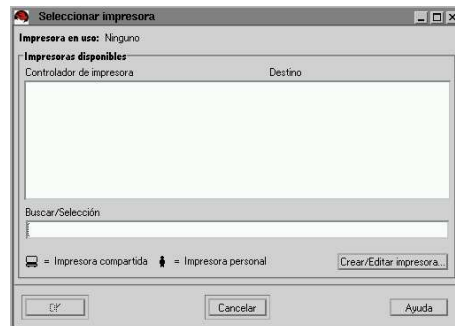 Seleccionar impresora
Impresora en uso: Ninguno
Impresoras disponibles
Controlador de impresora Destino
Buscar/Selección
= Impresora compartida = Impresora personal
Crear/Editar impresora...
OK Cancelar Ayuda